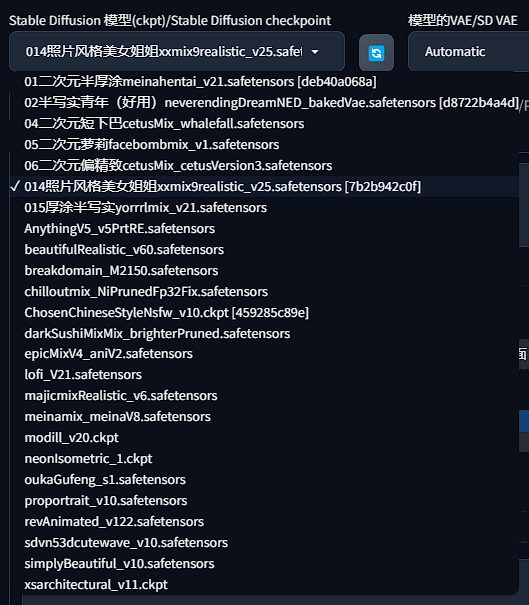 Stable Diffusion 模型(ckpt)/Stable Diffusion checkpoint
模型的VAE/SD VAE
014照片风格美女姐姐xxmix9realistic_v25.safet
Automatic
01二次元半厚涂meinahentai_v21.safetensors [deb40a068a]
02半写实青年（好用）neverendingDreamNED_bakedVae.safetensors [d8722b4a4d]
04二次元短下巴cetusMix_whalefall.safetensors
05二次元萝莉facebombmix_v1.safetensors
06二次元偏精致cetusMix_cetusVersion3.safetensors
014照片风格美女姐姐xxmix9realistic_v25.safetensors [7b2b942c0f]
015厚涂半写实yorrrlmix_v21.safetensors
AnythingV5_v5PrtRE.safetensors
beautifulRealistic_v60.safetensors
breakdomain_M2150.safetensors
chilloutmix_NiPrunedFp32Fix.safetensors
ChosenChineseStyleNsfw_v10.ckpt [459285c89e]
darkSushiMixMix_brighterPruned.safetensors
epicMixV4_aniV2.safetensors
面
lofi_V21.safetensors
majicmixRealistic_v6.safetensors
meinamix_meinaV8.safetensors
modill_v20.ckpt
neonIsometric_1.ckpt
oukaGufeng_s1.safetensors
proportrait_v10.safetensors
revAnimated_v122.safetensors
sdvn53dcutewave_v10.safetensors
simplyBeautiful_v10.safetensors
xsarchitectural_v11.ckpt